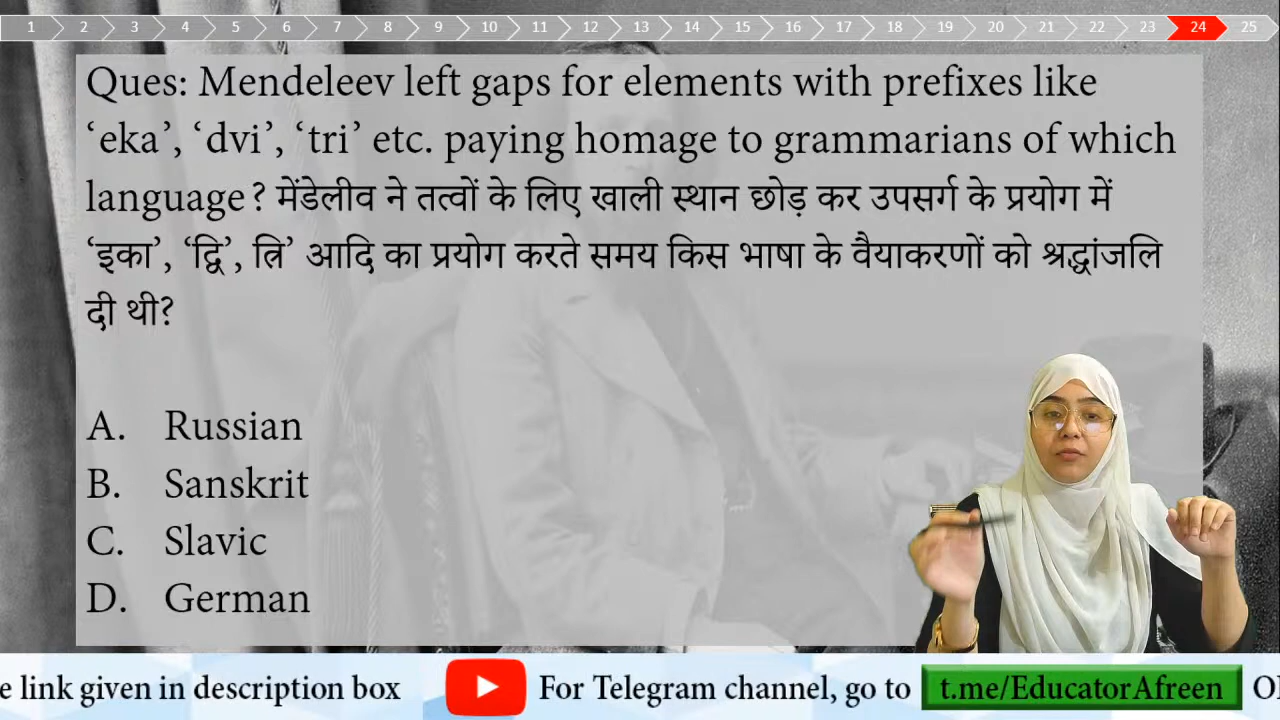 1 2 3 4 5 6 7 8 9 10 11 12 13 14 15 16 17 18 19 20 21 22 23 24 25
Ques: Mendeleev left gaps for elements with prefixes like
‘eka’, ‘dvi’, ‘tri’ etc. paying homage to grammarians of which
language? मेंडेलीव ने तत्वों के लिए खाली स्थान छोड़ कर उपसर्ग के प्रयोग में
‘इका’, ‘द्वि’, त्रि’ आदि का प्रयोग करते समय किस भाषा के वैयाकरणों को श्रद्धांजलि
दी थी?
A. Russian
B. Sanskrit
C. Slavic
D. German
e link given in description box For Telegram channel, go to t.me/EducatorAfreen